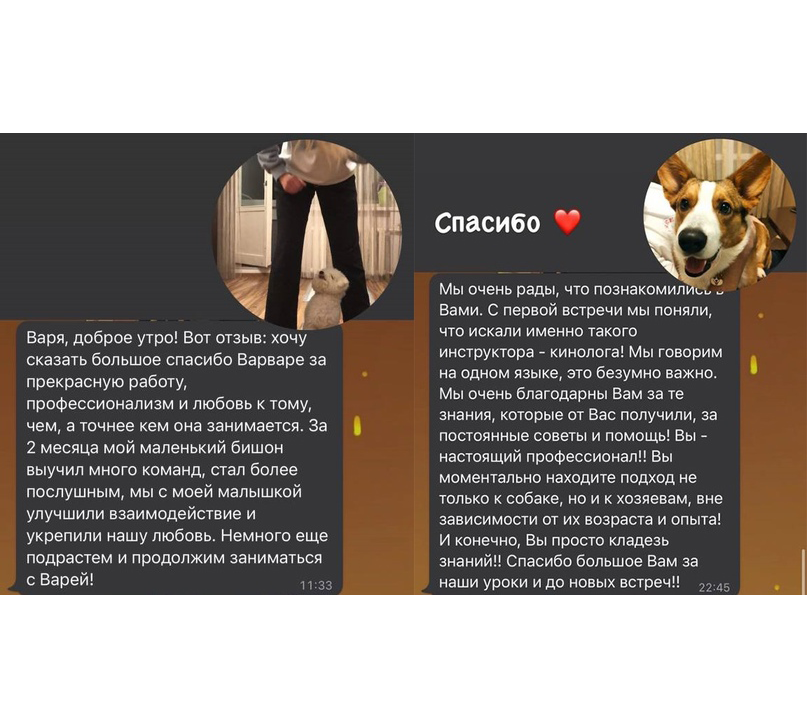 Варя, доброе утро! Вот отзыв: хочу
сказать большое спасибо Варваре за
прекрасную работу,
профессионализм и любовь к тому,
чем, а точнее кем она занимается. За
2 месяца мой маленький бишон
выучил много команд, стал более
послушным, мы с моей малышкой
улучшили взаимодействие и
укрепили нашу любовь. Немного еще
подрастем и продолжим заниматься
с Варей!
11:33
Спасибо ❤️
Мы очень рады, что познакомились в
Вами. С первой встречи мы поняли,
что искали именно такого
инструктора - кинолога! Мы говорим
на одном языке, это безумно важно.
Мы очень благодарны Вам за те
знания, которые от Вас получили, за
постоянные советы и помощь! Вы -
настоящий профессионал!! Вы
моментально находите подход не
только к собаке, но и к хозяевам, вне
зависимости от их возраста и опыта!
И конечно, Вы просто кладезь
знаний!! Спасибо большое Вам за
наши уроки и до новых встреч!!
22:45